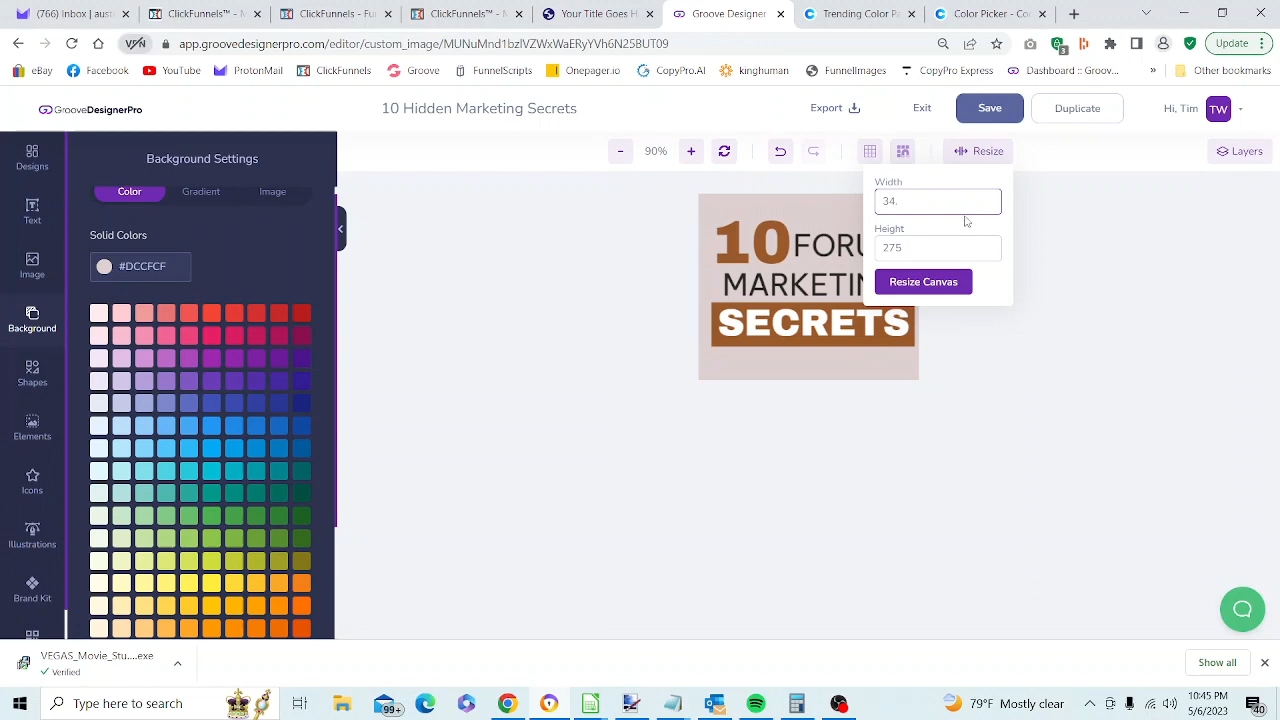 (786
ClickFunnels™ - M
ClickFunnels - Fu
ClickFunnels™ - M
Your Title Goes H
Groove Designer
Trending Color Pa
Color Picker - Co
app.groovedesignerpro.com/editor/custom_image/MUNuMnd1bzlVZWxWaERyYVh6N25BUT09
VPN
Update
eBay
Facebook
YouTube
ProtonMail
ClickFunnels
Groove
FunnelScripts
Onepager.io
CopyPro.AI
kinghuman
FunnelImages
CopyPro Express
Dashboard :: Groov...
Other bookmarks
GrooveDesignerPro
10 Hidden Marketing Secrets
Export
Exit
Save
Duplicate
Hi, Tim
TW
Designs
Text
Image
Background
Shapes
Elements
Icons
Illustrations
Brand Kit
Background Settings
Color
Gradient
Image
Solid Colors
#DCCFCF
90%
Resize
Layers
Width
34.
Height
275
Resize Canvas
10 FORU
MARKETIN
SECRETS
VEGAS_Movie_Stu....exe
Verified
Show all
Type here to search
99+
79°F Mostly clear
10:45 PM
5/6/2023
40